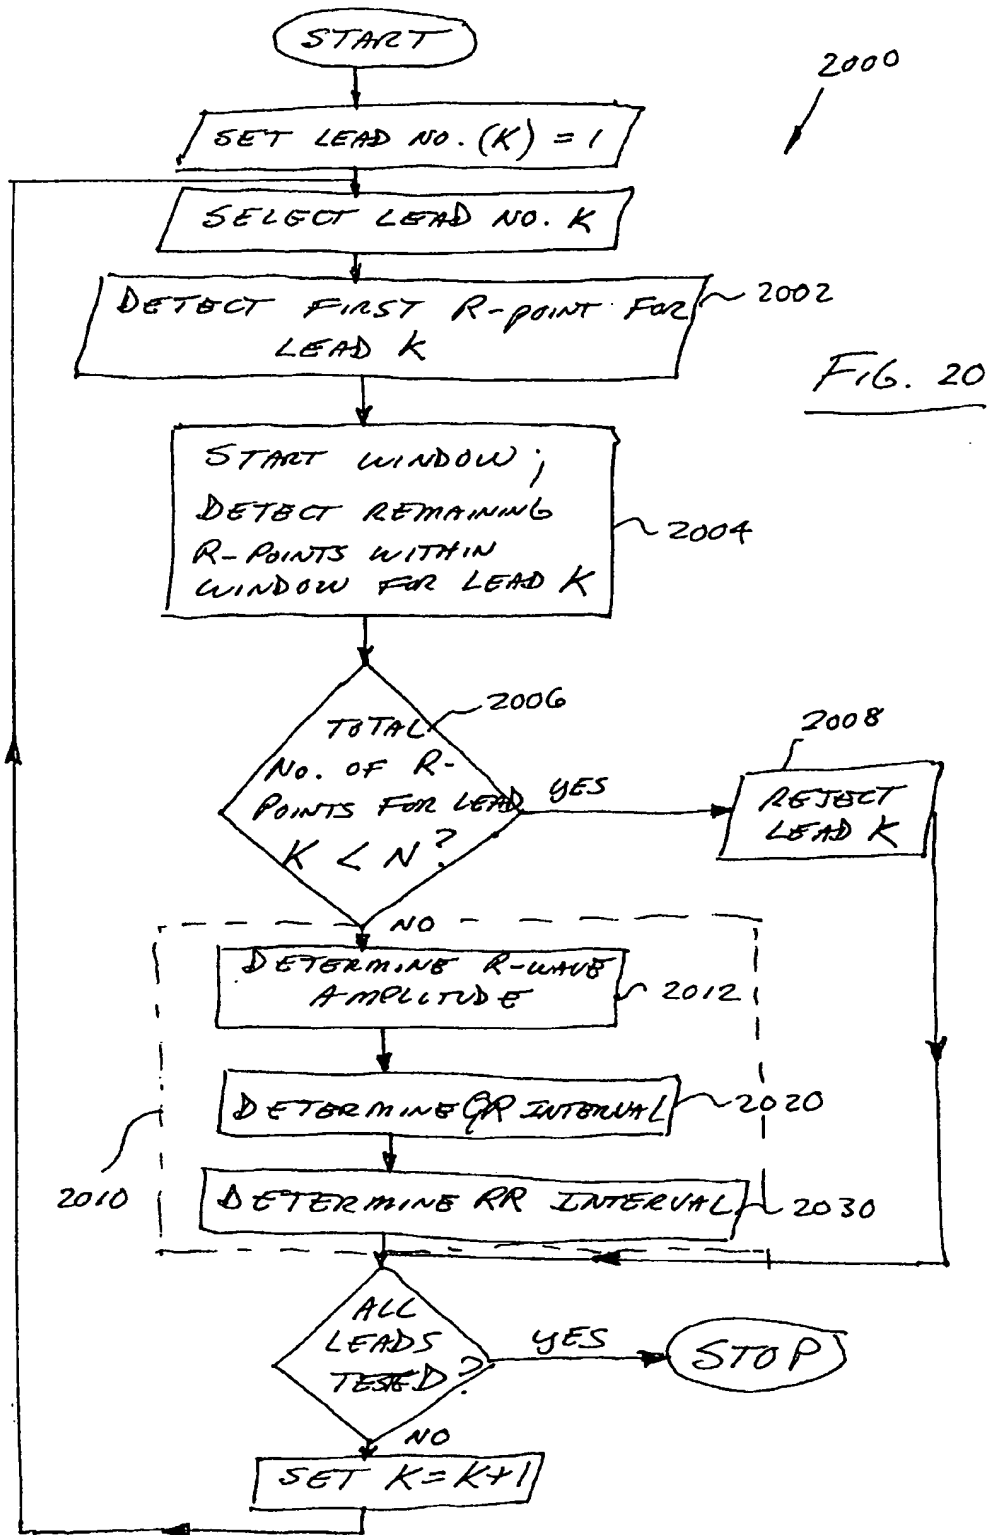 START
2000
SET LEAD NO. (K) = 1
SELECT LEAD NO. K
DETECT FIRST R-POINT FOR
LEAD K
2002
FIG. 20
START WINDOW;
DETECT REMAINING
R-POINTS WITHIN
WINDOW FOR LEAD K
2004
TOTAL
NO. OF R-
POINTS FOR LEAD
K < N?
2006
YES
2008
REJECT
LEAD K
NO
DETERMINE R-WAVE
AMPLITUDE
2012
DETERMINE QR INTERVAL
2020
2010
DETERMINE RR INTERVAL
2030
ALL
LEADS
TESTED?
YES
STOP
NO
SET K=K+1